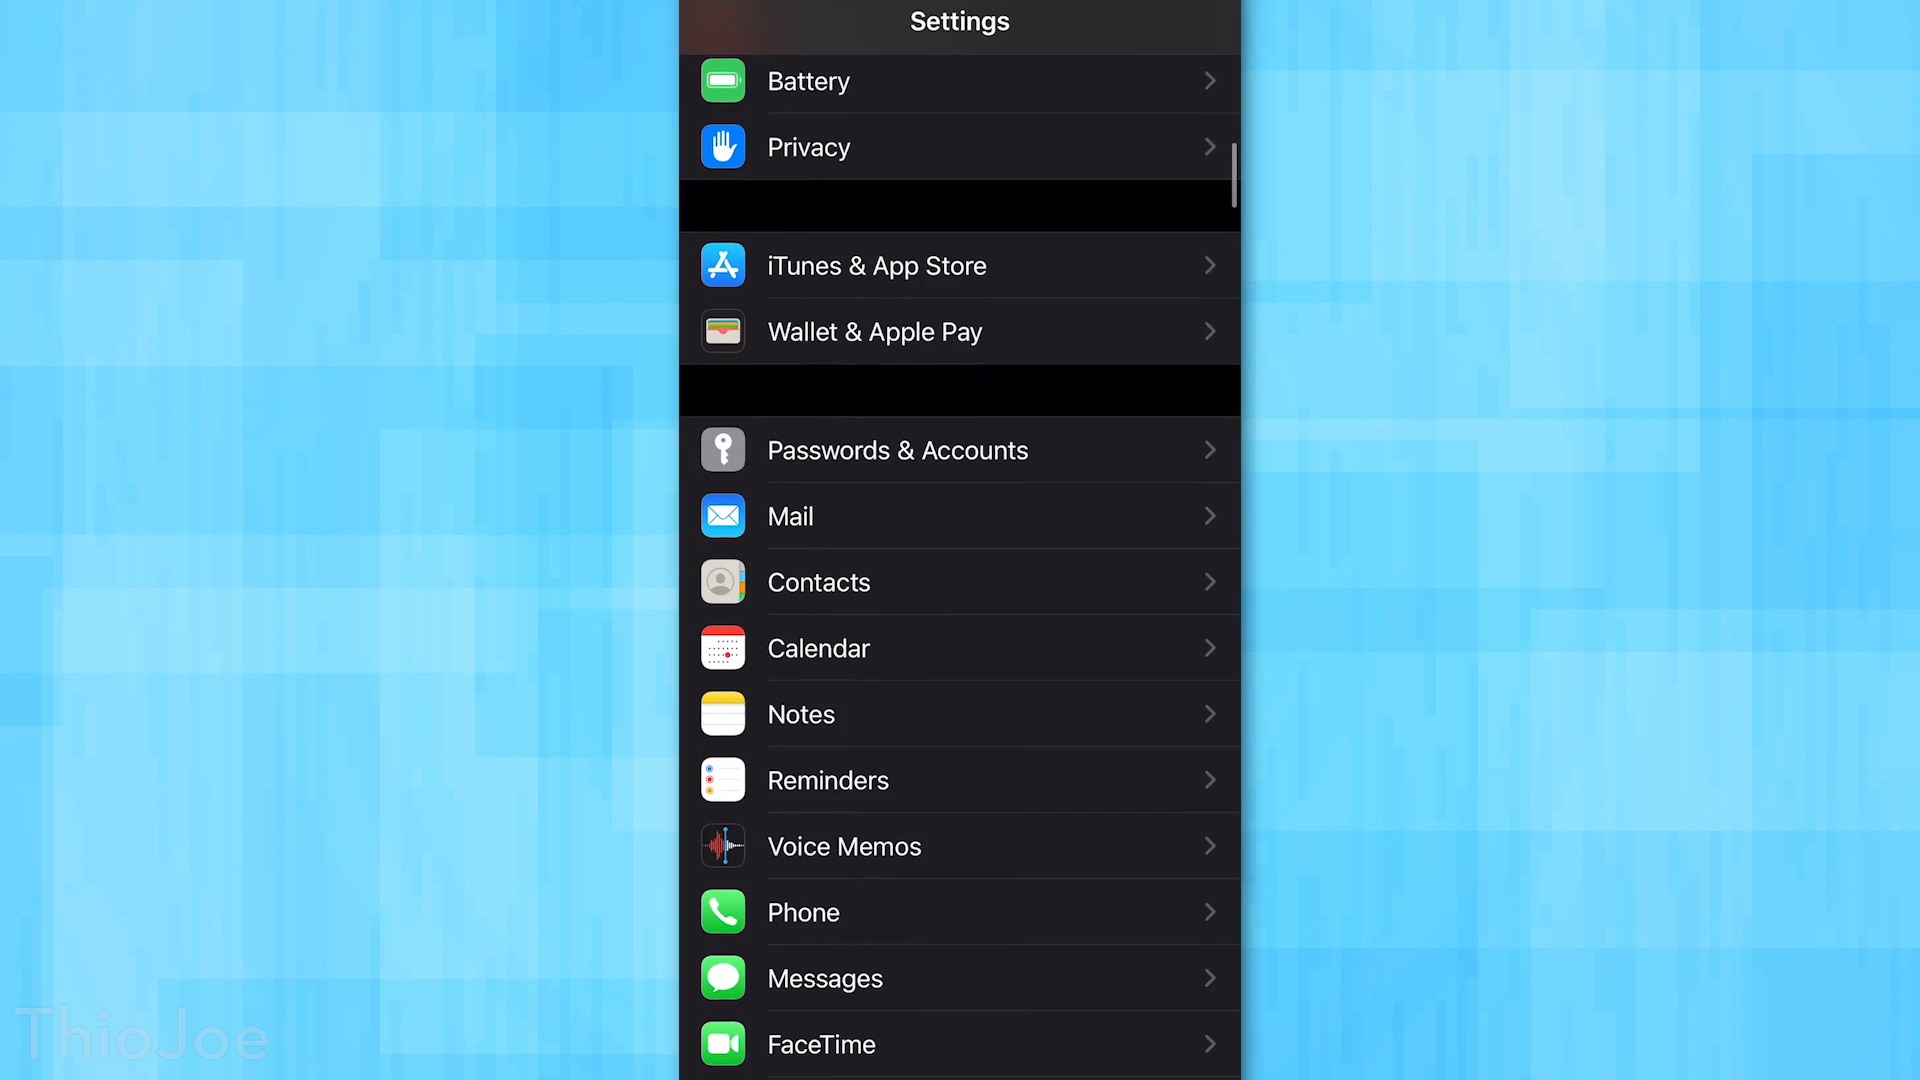 Settings
Battery
Privacy
iTunes & App Store
Wallet & Apple Pay
Passwords & Accounts
Mail
Contacts
Calendar
Notes
Reminders
Voice Memos
Phone
Messages
FaceTime
ThioJoe